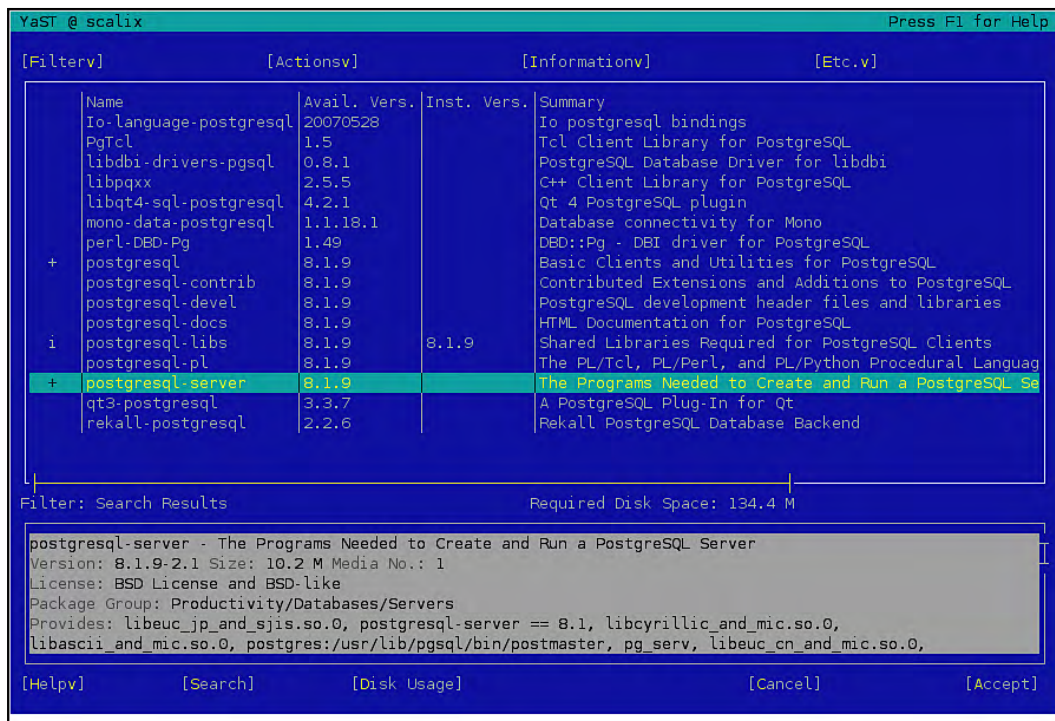 YaST @ scalix Press F1 for Help
[Filterv] [Actionsv] [Informationv] [Etc.v]
Name Avail. Vers. Inst. Vers. Summary
Io-language-postgresql 20070528 Io postgresql bindings
PgTcl 1.5 Tcl Client Library for PostgreSQL
libdbi-drivers-pgsql 0.8.1 PostgreSQL Database Driver for libdbi
libpqxx 2.5.5 C++ Client Library for PostgreSQL
libqt4-sql-postgresql 4.2.1 Qt 4 PostgreSQL plugin
mono-data-postgresql 1.1.18.1 Database connectivity for Mono
perl-DBD-Pg 1.49 DBD::Pg - DBI driver for PostgreSQL
+ postgresql 8.1.9 Basic Clients and Utilities for PostgreSQL
postgresql-contrib 8.1.9 Contributed Extensions and Additions to PostgreSQL
postgresql-devel 8.1.9 PostgreSQL development header files and libraries
postgresql-docs 8.1.9 HTML Documentation for PostgreSQL
i postgresql-libs 8.1.9 8.1.9 Shared Libraries Required for PostgreSQL Clients
postgresql-pl 8.1.9 The PL/Tcl, PL/Perl, and PL/Python Procedural Languag
+ postgresql-server 8.1.9 The Programs Needed to Create and Run a PostgreSQL Se
qt3-postgresql 3.3.7 A PostgreSQL Plug-In for Qt
rekall-postgresql 2.2.6 Rekall PostgreSQL Database Backend
Filter: Search Results Required Disk Space: 134.4 M
postgresql-server - The Programs Needed to Create and Run a PostgreSQL Server
Version: 8.1.9-2.1 Size: 10.2 M Media No.: 1
License: BSD License and BSD-like
Package Group: Productivity/Databases/Servers
Provides: libeuc_jp_and_sjis.so.0, postgresql-server == 8.1, libcyrillic_and_mic.so.0,
libascii_and_mic.so.0, postgres:/usr/lib/pgsql/bin/postmaster, pg_serv, libeuc_cn_and_mic.so.0,
[Helpv] [Search] [Disk Usage] [Cancel] [Accept]